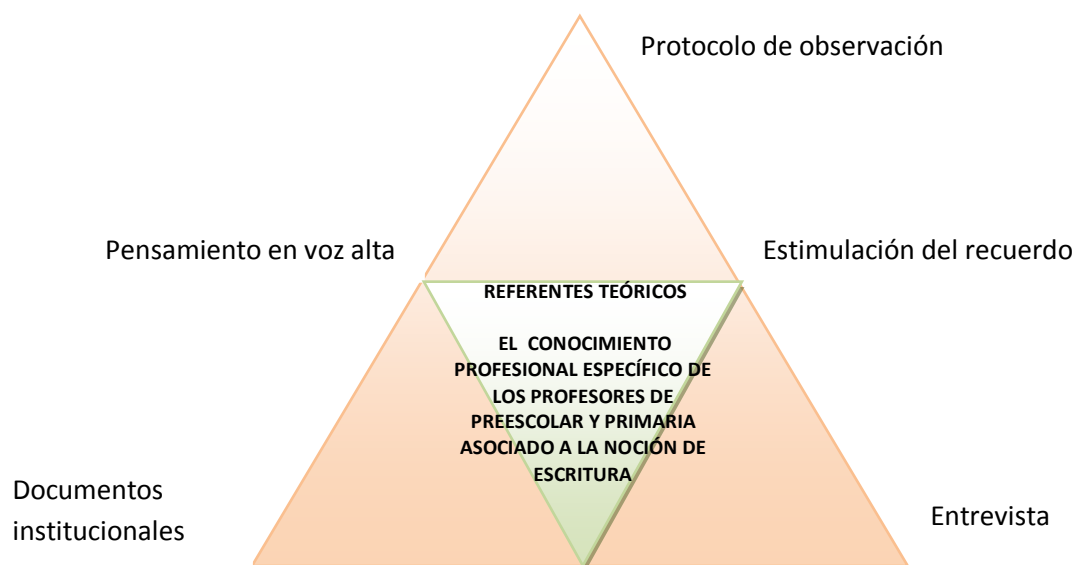 Protocolo de observación
Pensamiento en voz alta
Estimulación del recuerdo
REFERENTES TEÓRICOS
EL CONOCIMIENTO
PROFESIONAL ESPECÍFICO DE
LOS PROFESORES DE
PREESCOLAR Y PRIMARIA
ASOCIADO A LA NOCIÓN DE
ESCRITURA
Documentos
institucionales
Entrevista